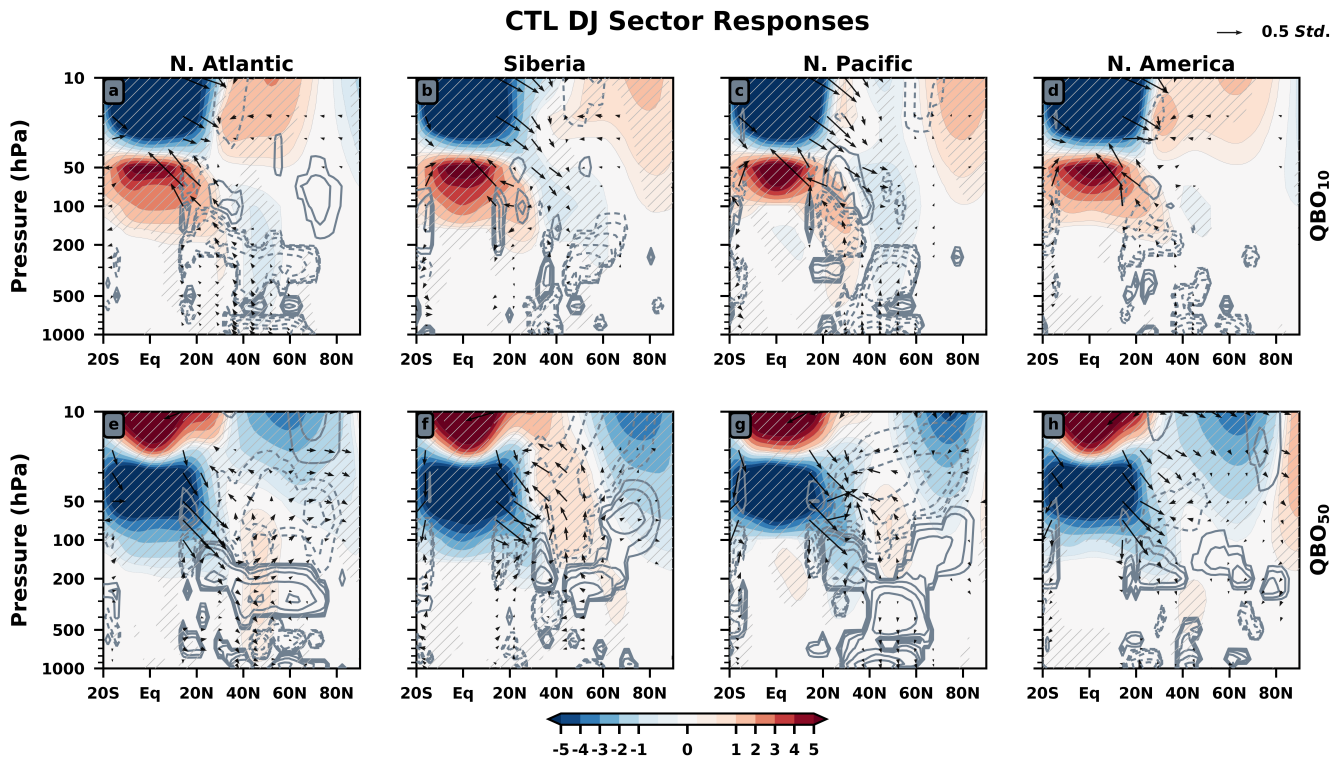 CTL DJ Sector Responses
0.5 Std.
N. Atlantic Siberia N. Pacific N. America
a b c d
10
50
100
200
500
1000
Pressure (hPa)
QBO10
20S Eq 20N 40N 60N 80N 20S Eq 20N 40N 60N 80N 20S Eq 20N 40N 60N 80N 20S Eq 20N 40N 60N 80N
e f g h
10
50
100
200
500
1000
Pressure (hPa)
QBO50
20S Eq 20N 40N 60N 80N 20S Eq 20N 40N 60N 80N 20S Eq 20N 40N 60N 80N 20S Eq 20N 40N 60N 80N
-5 -4 -3 -2 -1 0 1 2 3 4 5